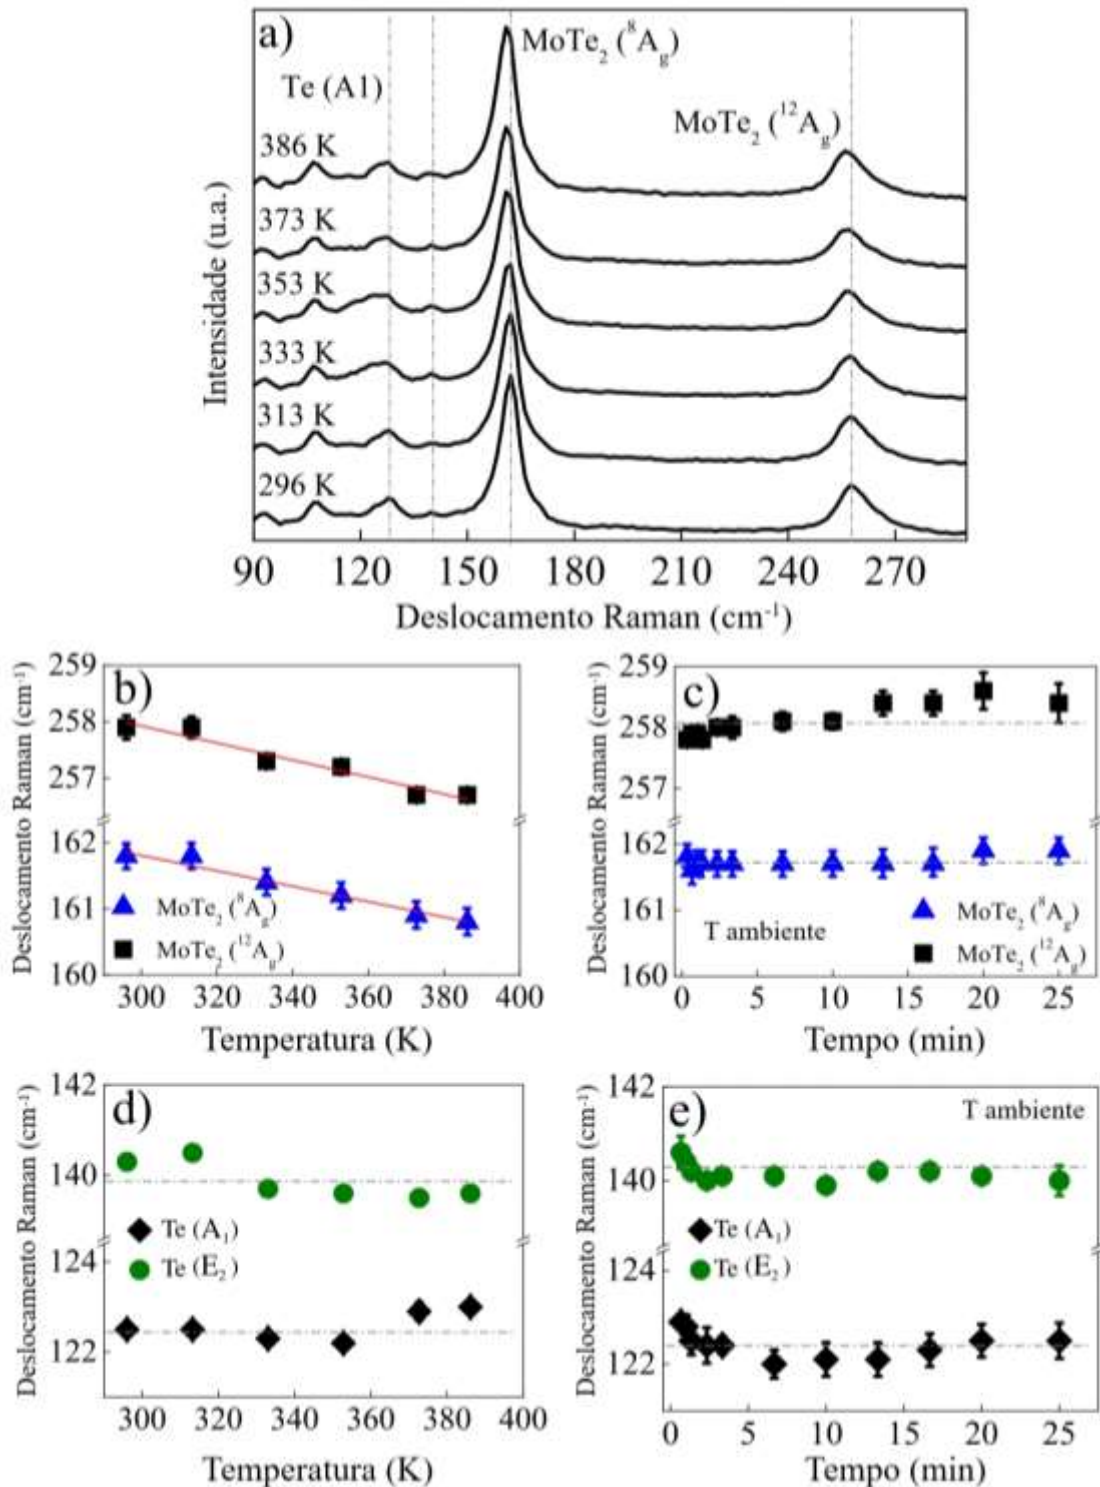 a)
MoTe2 (8Ag)
Te (A1)
MoTe2 (12Ag)
386 K
373 K
353 K
333 K
313 K
296 K
Intensidade (u.a.)
90 120 150 180 210 240 270
Deslocamento Raman (cm-1)
b)
Deslocamento Raman (cm-1)
259
258
257
162
161
160
MoTe2 (8Ag)
MoTe2 (12Ag)
300 320 340 360 380 400
Temperatura (K)
c)
Deslocamento Raman (cm-1)
259
258
257
162
161
160
MoTe2 (8Ag)
T ambiente
MoTe2 (12Ag)
0 5 10 15 20 25
Tempo (min)
d)
Deslocamento Raman (cm-1)
142
140
124
122
Te (A1)
Te (E2)
300 320 340 360 380 400
Temperatura (K)
e)
T ambiente
Deslocamento Raman (cm-1)
142
140
124
122
Te (A1)
Te (E2)
0 5 10 15 20 25
Tempo (min)